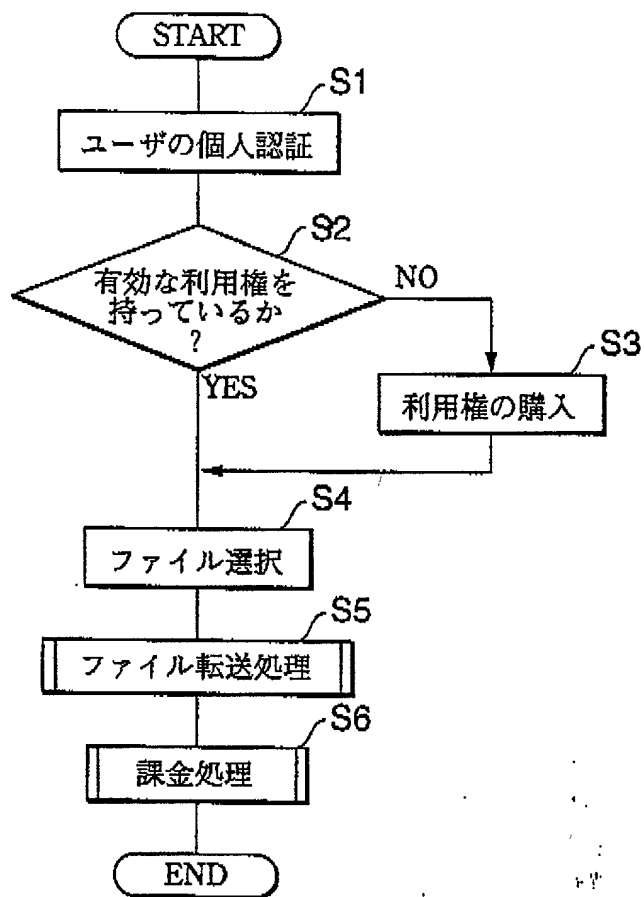 START
S1
ユーザの個人認証
S2
有効な利用権を
持っているか
?
NO
YES
S3
利用権の購入
S4
ファイル選択
S5
ファイル転送処理
S6
課金処理
END